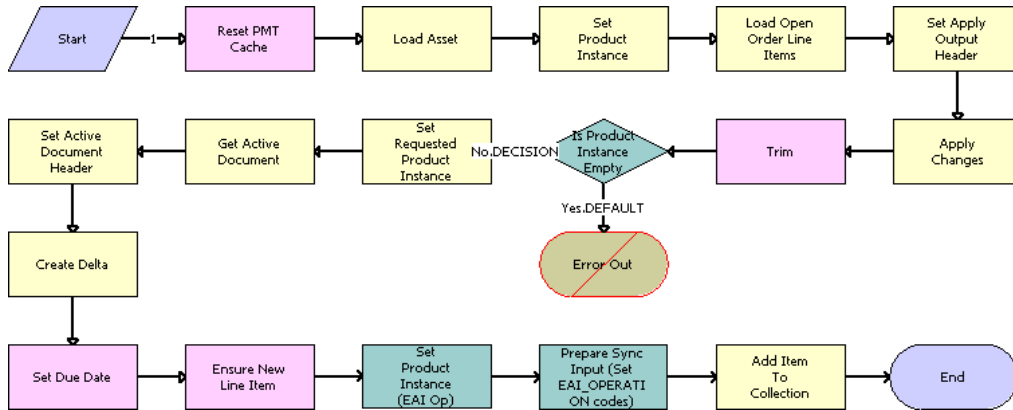 Start
1
Reset PMT
Cache
Load Asset
Set
Product
Instance
Load Open
Order Line
Items
Set Apply
Output
Header
Set Active
Document
Header
Get Active
Document
Set
Requested
Product
Instance
No.DECISION
Is Product
Instance
Empty
Trim
Apply
Changes
Yes.DEFAULT
Create Delta
Error Out
Set Due Date
Ensure New
Line Item
Set
Product
Instance
(EAI Op)
Prepare Sync
Input (Set
EAI_OPERATI
ON codes)
Add Item
To
Collection
End